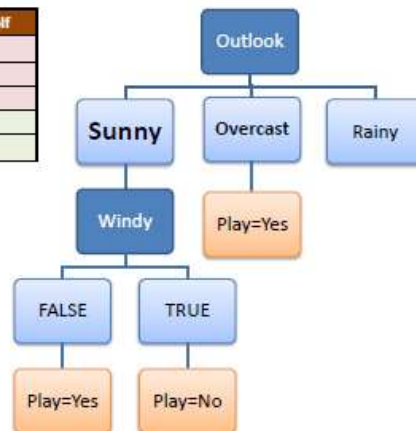 Outlook
Sunny
Overcast
Rainy
Windy
Play=Yes
FALSE
TRUE
Play=Yes
Play=No